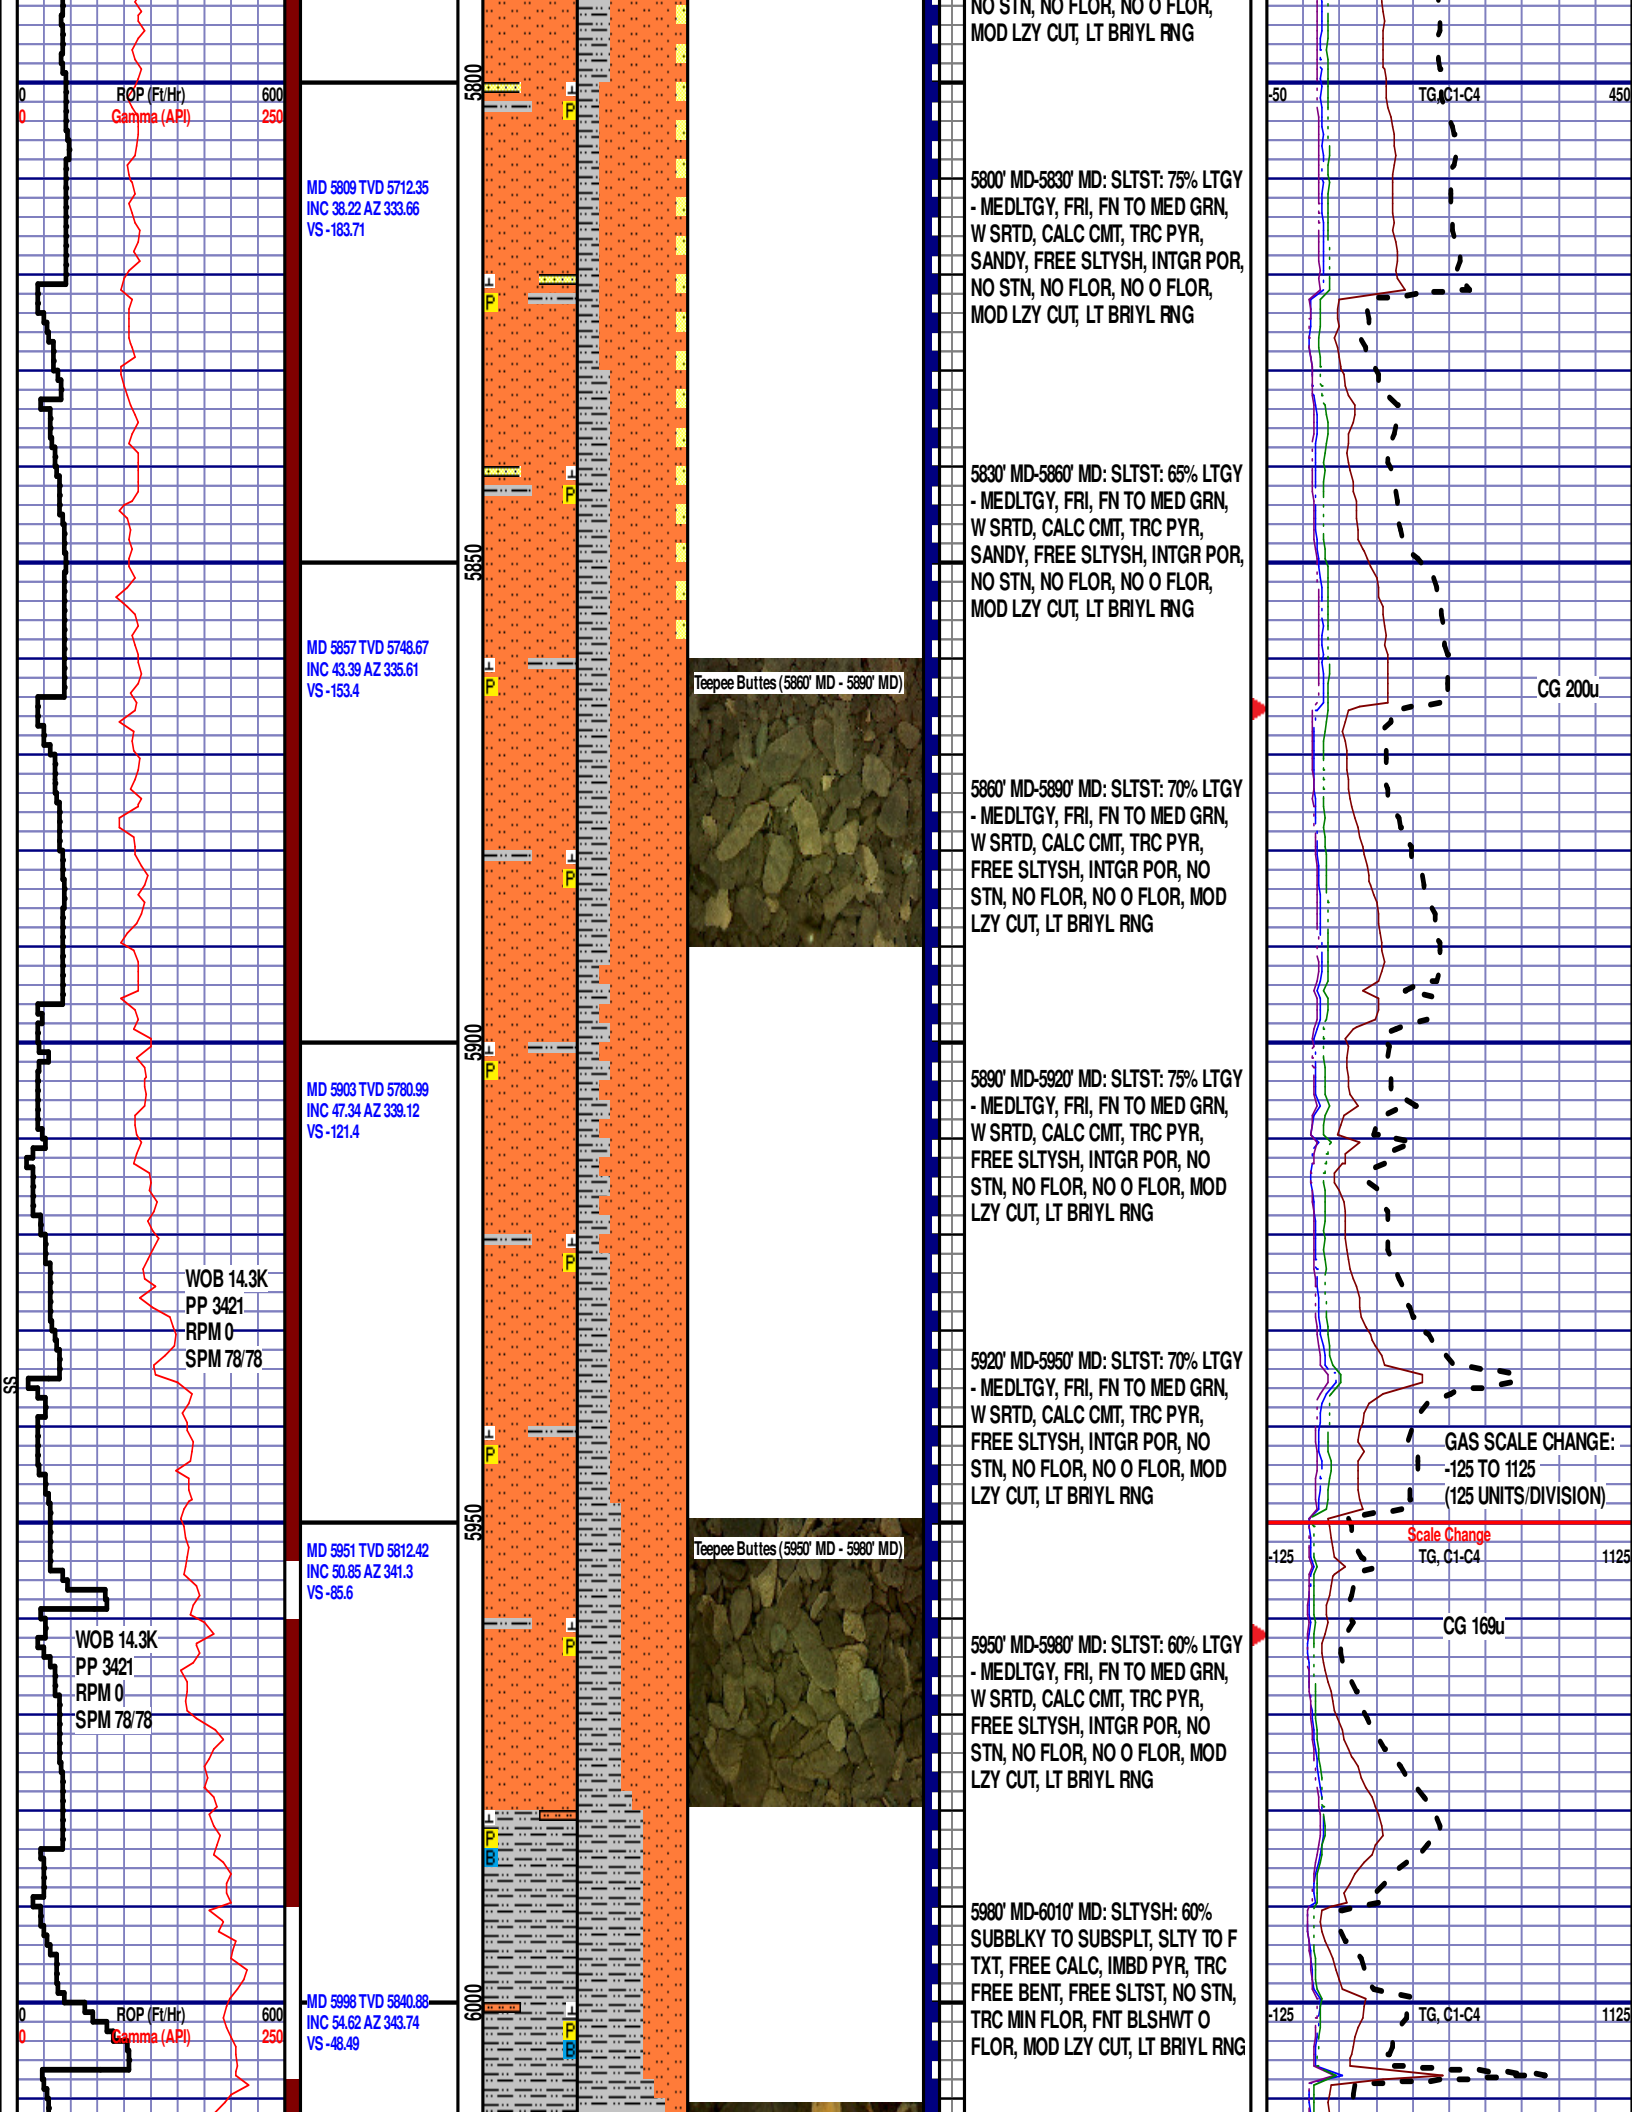 NO STN, NO FLOR, NO O FLOR,
MOD LZY CUT, LT BRIYL RNG
0 ROP (Ft/Hr) 600
0 Gamma (API) 250
5800
-50 TG, C1-C4 450
MD 5809 TVD 5712.35
INC 38.22 AZ 333.66
VS -183.71
P
5800' MD-5830' MD: SLTST: 75% LTGY
- MEDLTGY, FRI, FN TO MED GRN,
W SRTD, CALC CMT, TRC PYR,
SANDY, FREE SLTYSH, INTGR POR,
NO STN, NO FLOR, NO O FLOR,
MOD LZY CUT, LT BRIYL RNG
P
5830' MD-5860' MD: SLTST: 65% LTGY
- MEDLTGY, FRI, FN TO MED GRN,
W SRTD, CALC CMT, TRC PYR,
SANDY, FREE SLTYSH, INTGR POR,
NO STN, NO FLOR, NO O FLOR,
MOD LZY CUT, LT BRIYL RNG
P
5850
MD 5857 TVD 5748.67
INC 43.39 AZ 335.61
VS -153.4
P
Teepee Buttes (5860' MD - 5890' MD)
CG 200u
5860' MD-5890' MD: SLTST: 70% LTGY
- MEDLTGY, FRI, FN TO MED GRN,
W SRTD, CALC CMT, TRC PYR,
FREE SLTYSH, INTGR POR, NO
STN, NO FLOR, NO O FLOR, MOD
LZY CUT, LT BRIYL RNG
P
5900
MD 5903 TVD 5780.99
INC 47.34 AZ 339.12
VS -121.4
P
5890' MD-5920' MD: SLTST: 75% LTGY
- MEDLTGY, FRI, FN TO MED GRN,
W SRTD, CALC CMT, TRC PYR,
FREE SLTYSH, INTGR POR, NO
STN, NO FLOR, NO O FLOR, MOD
LZY CUT, LT BRIYL RNG
P
WOB 14.3K
PP 3421
RPM 0
SPM 78/78
SS
5920' MD-5950' MD: SLTST: 70% LTGY
- MEDLTGY, FRI, FN TO MED GRN,
W SRTD, CALC CMT, TRC PYR,
FREE SLTYSH, INTGR POR, NO
STN, NO FLOR, NO O FLOR, MOD
LZY CUT, LT BRIYL RNG
P
GAS SCALE CHANGE:
-125 TO 1125
(125 UNITS/DIVISION)
5950
Scale Change
-125 TG, C1-C4 1125
MD 5951 TVD 5812.42
INC 50.85 AZ 341.3
VS -85.6
Teepee Buttes (5950' MD - 5980' MD)
WOB 14.3K
PP 3421
RPM 0
SPM 78/78
P
CG 169u
5950' MD-5980' MD: SLTST: 60% LTGY
- MEDLTGY, FRI, FN TO MED GRN,
W SRTD, CALC CMT, TRC PYR,
FREE SLTYSH, INTGR POR, NO
STN, NO FLOR, NO O FLOR, MOD
LZY CUT, LT BRIYL RNG
P
B
5980' MD-6010' MD: SLTYSH: 60%
SUBBLKY TO SUBSPLT, SLTY TO F
TXT, FREE CALC, IMBD PYR, TRC
FREE BENT, FREE SLTST, NO STN,
TRC MIN FLOR, FNT BLSHWT O
FLOR, MOD LZY CUT, LT BRIYL RNG
MD 5998 TVD 5840.88
INC 54.62 AZ 343.74
VS -48.49
6000
P
B
0 ROP (Ft/Hr) 600
0 Gamma (API) 250
-125 TG, C1-C4 1125